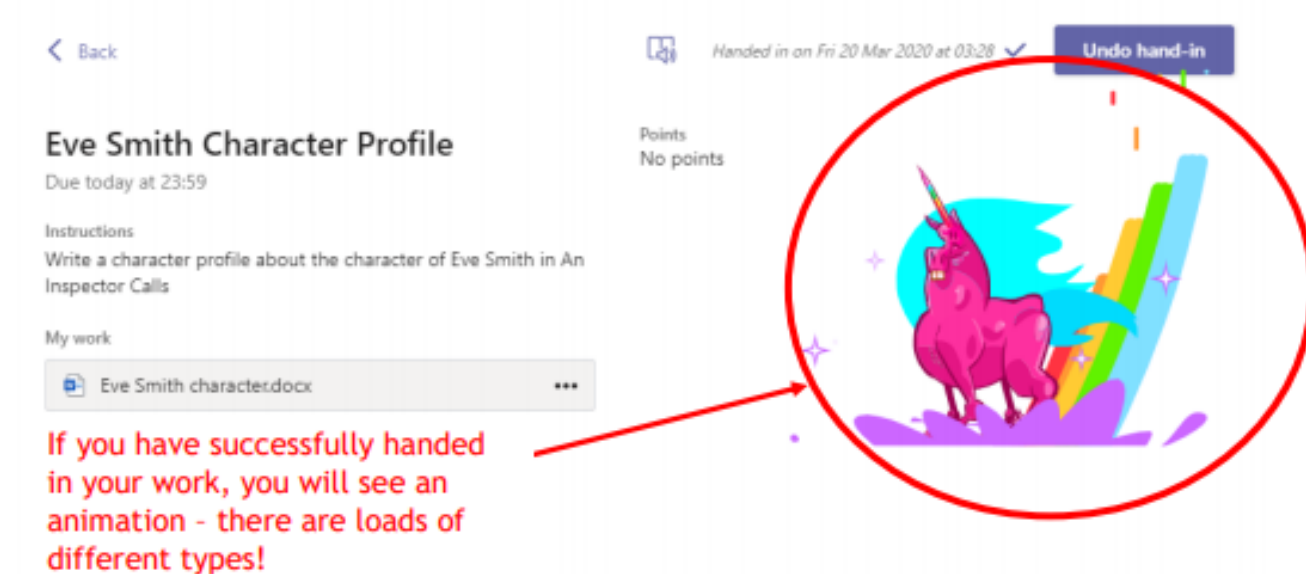 Back
Handed in on Fri 20 Mar 2020 at 03:28
Undo hand-in
Eve Smith Character Profile
Due today at 23:59
Points
No points
Instructions
Write a character profile about the character of Eve Smith in An
Inspector Calls
My work
Eve Smith character.docx
If you have successfully handed
in your work, you will see an
animation - there are loads of
different types!